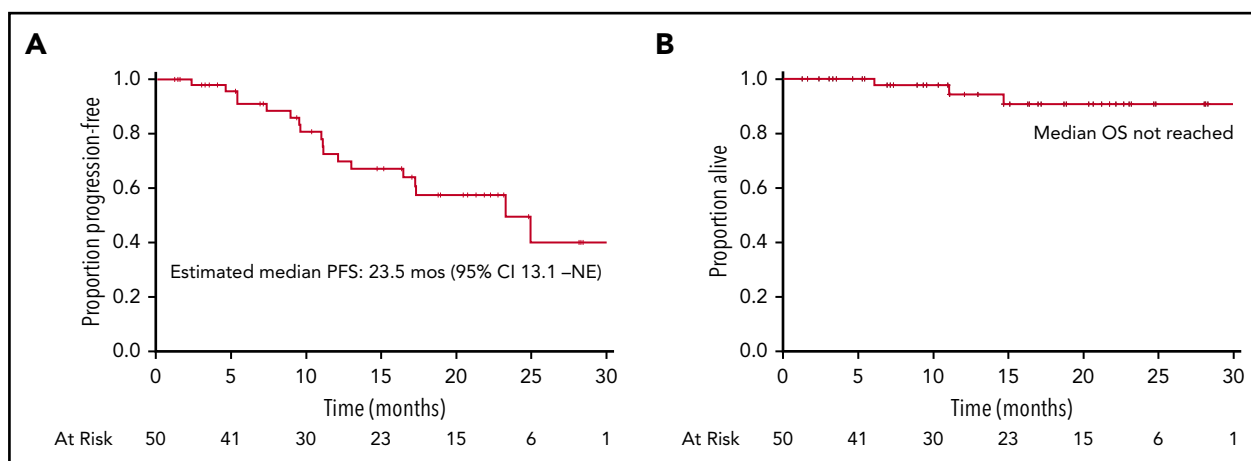 A
Proportion progression-free
1.0
0.8
0.6
0.4
0.2
0.0
Estimated median PFS: 23.5 mos (95% CI 13.1 –NE)
0 5 10 15 20 25 30
Time (months)
At Risk 50 41 30 23 15 6 1
B
Proportion alive
1.0
0.8
0.6
0.4
0.2
0.0
Median OS not reached
0 5 10 15 20 25 30
Time (months)
At Risk 50 41 30 23 15 6 1